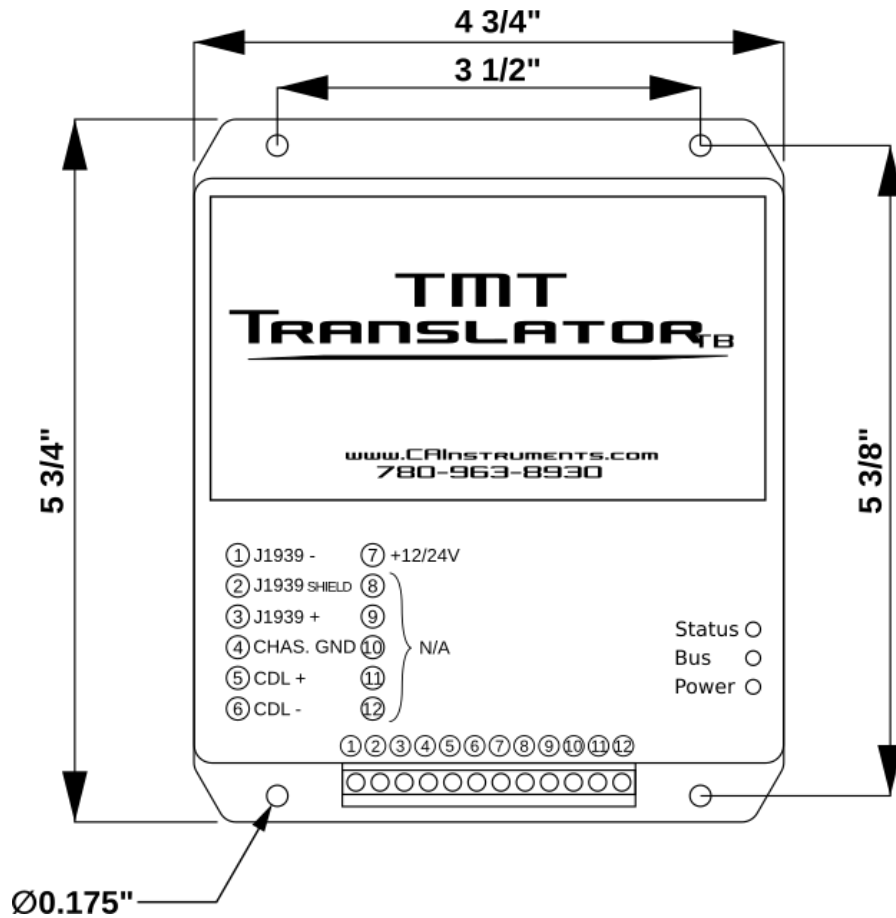 4 3/4"
3 1/2"
5 3/4"
5 3/8"
TMT
TRANSLATOR TB
www.CAInstruments.com
780-963-8930
1 J1939 - 7 +12/24V
2 J1939 SHIELD 8
3 J1939 + 9
4 CHAS. GND 10 N/A
5 CDL + 11
6 CDL - 12
Status
Bus
Power
1 2 3 4 5 6 7 8 9 10 11 12
Ø0.175"